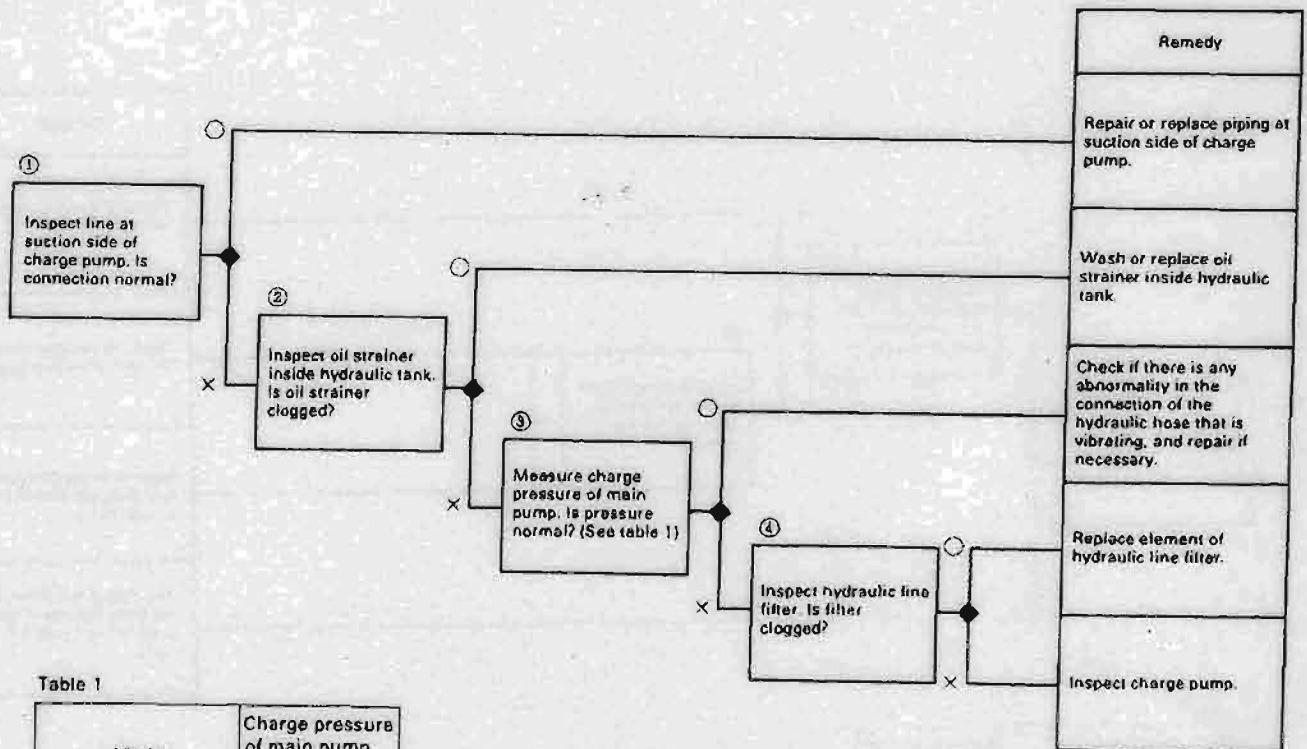 Remedy
Repair or replace piping at
suction side of charge
pump.
①
Inspect line at
suction side of
charge pump. Is
connection normal?
Wash or replace oil
strainer inside hydraulic
tank.
②
Inspect oil strainer
inside hydraulic tank.
Is oil strainer
clogged?
×
Check if there is any
abnormality in the
connection of the
hydraulic hose that is
vibrating, and repair if
necessary.
③
Measure charge
pressure of main
pump. Is pressure
normal? (See table 1)
×
Replace element of
hydraulic line filter.
④
Inspect hydraulic line
filter. Is filter
clogged?
×
×
Inspect charge pump.
Table 1
Charge pressure
of main pump